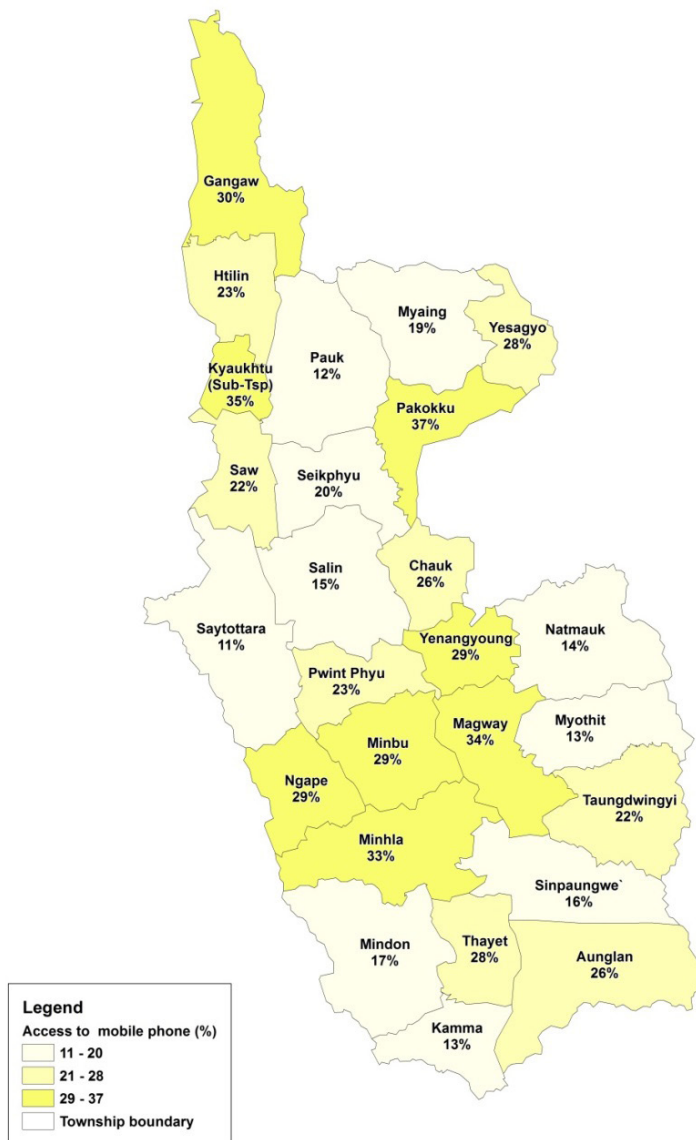 Gangaw
30%
Htilin
23%
Myaing
19%
Yesagyo
28%
Pauk
12%
Kyaukhtu
(Sub-Tsp)
35%
Pakokku
37%
Saw
22%
Seikphyu
20%
Salin
15%
Chauk
26%
Saytottara
11%
Yenangyoung
29%
Natmauk
14%
Pwint Phyu
23%
Magway
34%
Myothit
13%
Minbu
29%
Ngape
29%
Taungdwingyi
22%
Minhla
33%
Sinpaungwe`
16%
Mindon
17%
Thayet
28%
Aunglan
26%
Kamma
13%
Legend
Access to mobile phone (%)
11 - 20
21 - 28
29 - 37
Township boundary